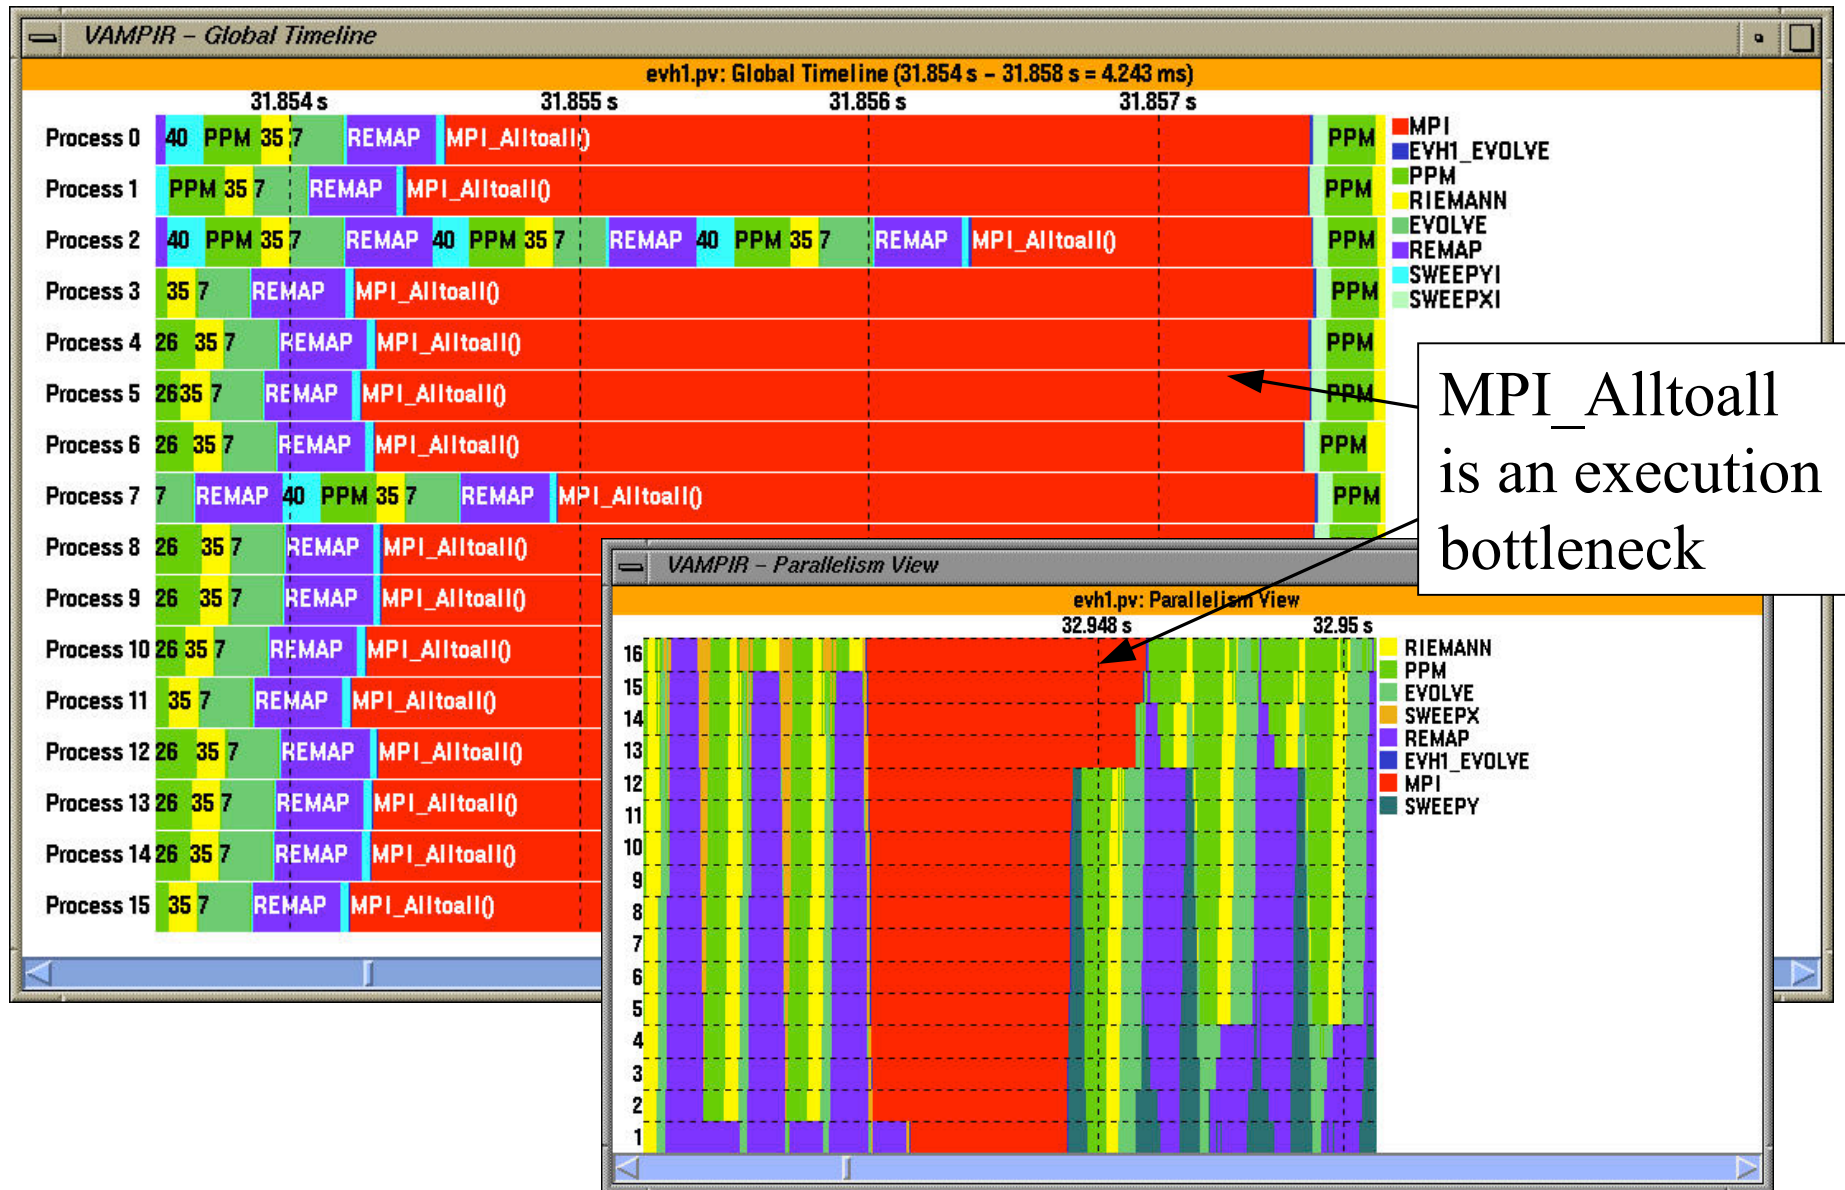 VAMPIR – Global Timeline
evh1.pv: Global Timeline (31.854 s – 31.858 s = 4.243 ms)
31.854 s 31.855 s 31.856 s 31.857 s
Process 0 40 PPM 35 7 REMAP MPI_Alltoall() PPM
Process 1 PPM 35 7 REMAP MPI_Alltoall() PPM
Process 2 40 PPM 35 7 REMAP 40 PPM 35 7 REMAP 40 PPM 35 7 REMAP MPI_Alltoall() PPM
Process 3 35 7 REMAP MPI_Alltoall() PPM
Process 4 26 35 7 REMAP MPI_Alltoall() PPM
Process 5 26 35 7 REMAP MPI_Alltoall() PPM
Process 6 26 35 7 REMAP MPI_Alltoall() PPM
Process 7 7 REMAP 40 PPM 35 7 REMAP MPI_Alltoall() PPM
Process 8 26 35 7 REMAP MPI_Alltoall()
Process 9 26 35 7 REMAP MPI_Alltoall()
Process 10 26 35 7 REMAP MPI_Alltoall()
Process 11 35 7 REMAP MPI_Alltoall()
Process 12 26 35 7 REMAP MPI_Alltoall()
Process 13 26 35 7 REMAP MPI_Alltoall()
Process 14 26 35 7 REMAP MPI_Alltoall()
Process 15 35 7 REMAP MPI_Alltoall()
MPI
EVH1_EVOLVE
PPM
RIEMANN
EVOLVE
REMAP
SWEEPYI
SWEEPXI
MPI_Alltoall
is an execution
bottleneck
VAMPIR – Parallelism View
evh1.pv: Parallelism View
32.948 s 32.95 s
16
15
14
13
12
11
10
9
8
7
6
5
4
3
2
1
RIEMANN
PPM
EVOLVE
SWEEPX
REMAP
EVH1_EVOLVE
MPI
SWEEPY